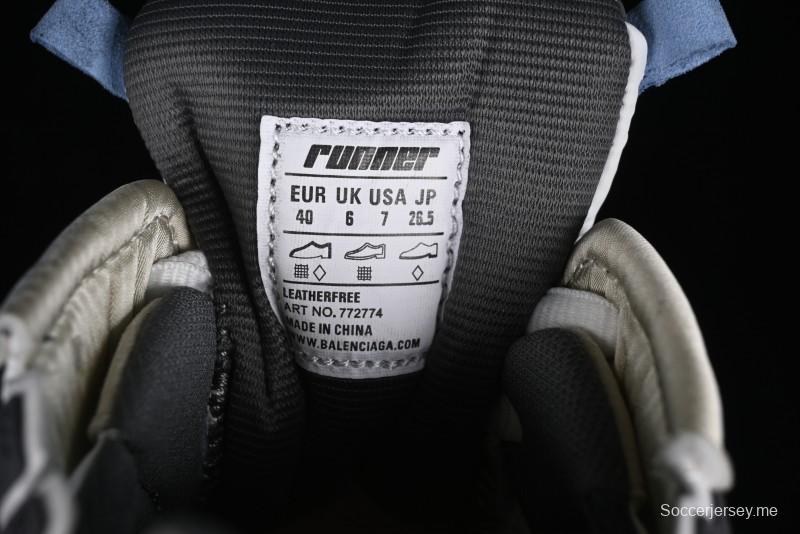 runner
EUR UK USA JP
40 6 7 26.5
LEATHERFREE
ART NO. 772774
MADE IN CHINA
WWW.BALENCIAGA.COM
Soccerjersey.me